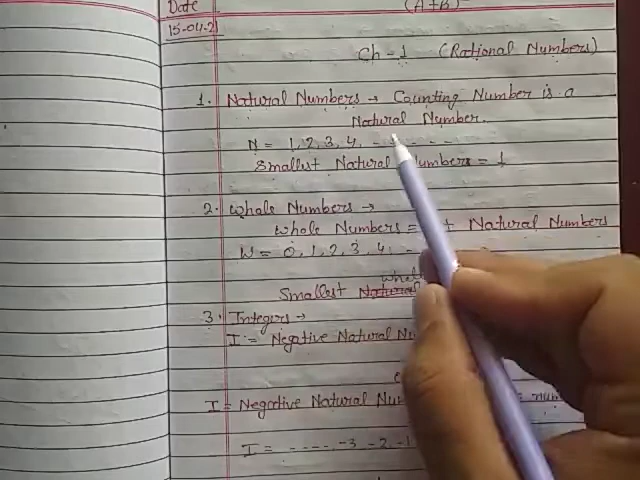 Date
(A+B)
15-04-21
Ch-1 (Rational Numbers)
1. Natural Numbers → Counting Number is a
Natural Number.
N = 1, 2, 3, 4, - - - - - -
Smallest Natural Numbers = 1
2. Whole Numbers →
Whole Numbers = + Natural Numbers
W = 0, 1, 2, 3, 4,
Smallest
3. Integers →
I = Negative Natural
I = Negative Natural
I = ----- -3, -2, -1